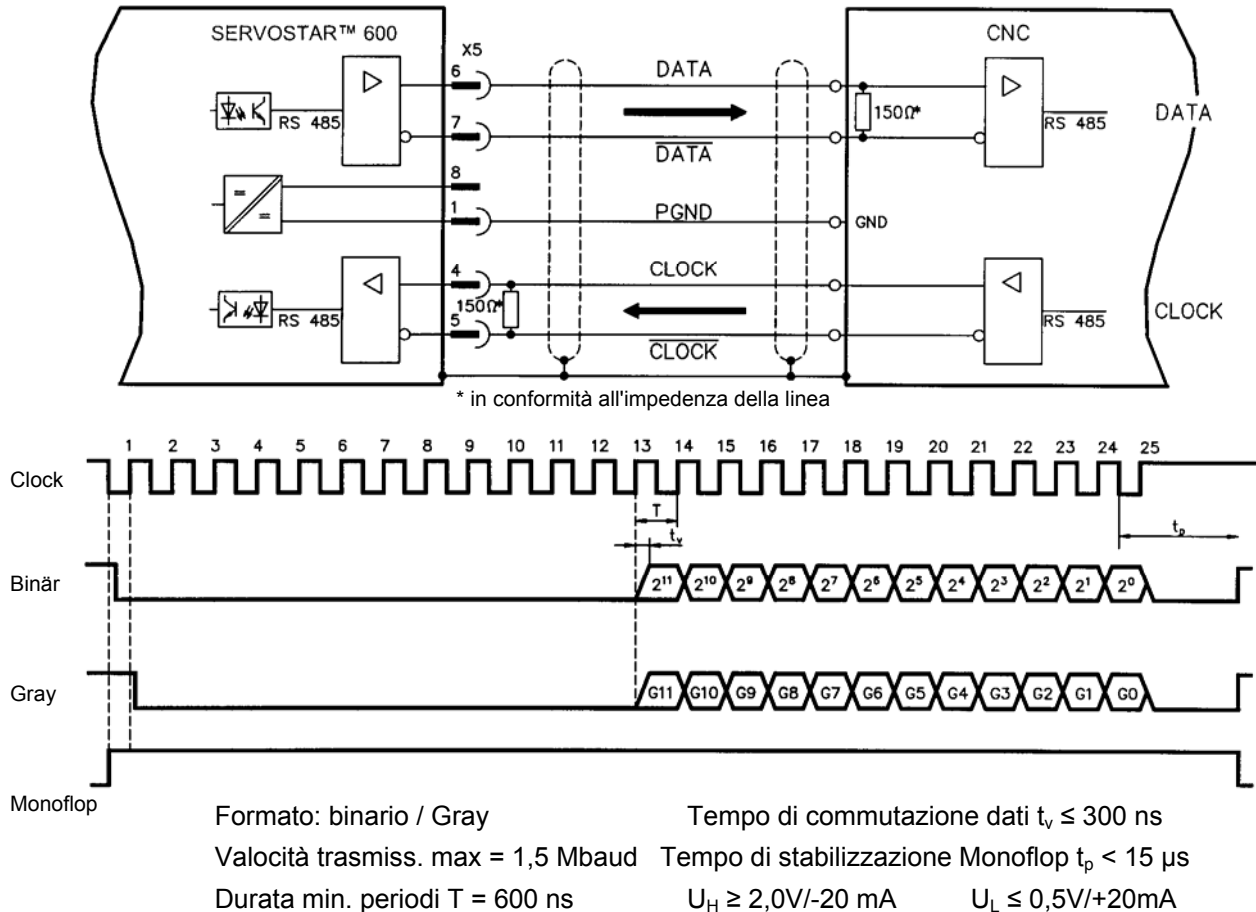 SERVOSTAR™ 600
X5
CNC
6
DATA
150Ω*
RS 485
RS 485
DATA
7
DATA
8
1
PGND
GND
4
CLOCK
150Ω*
RS 485
RS 485
CLOCK
5
CLOCK
* in conformità all'impedenza della linea
1 2 3 4 5 6 7 8 9 10 11 12 13 14 15 16 17 18 19 20 21 22 23 24 25
Clock
T
tv
tp
Binär
2¹¹ 2¹⁰ 2⁹ 2⁸ 2⁷ 2⁶ 2⁵ 2⁴ 2³ 2² 2¹ 2⁰
Gray
G11 G10 G9 G8 G7 G6 G5 G4 G3 G2 G1 G0
Monoflop
Formato: binario / Gray
Tempo di commutazione dati tv ≤ 300 ns
Valocità trasmiss. max = 1,5 Mbaud
Tempo di stabilizzazione Monoflop tp < 15 µs
Durata min. periodi T = 600 ns
UH ≥ 2,0V/-20 mA
UL ≤ 0,5V/+20mA